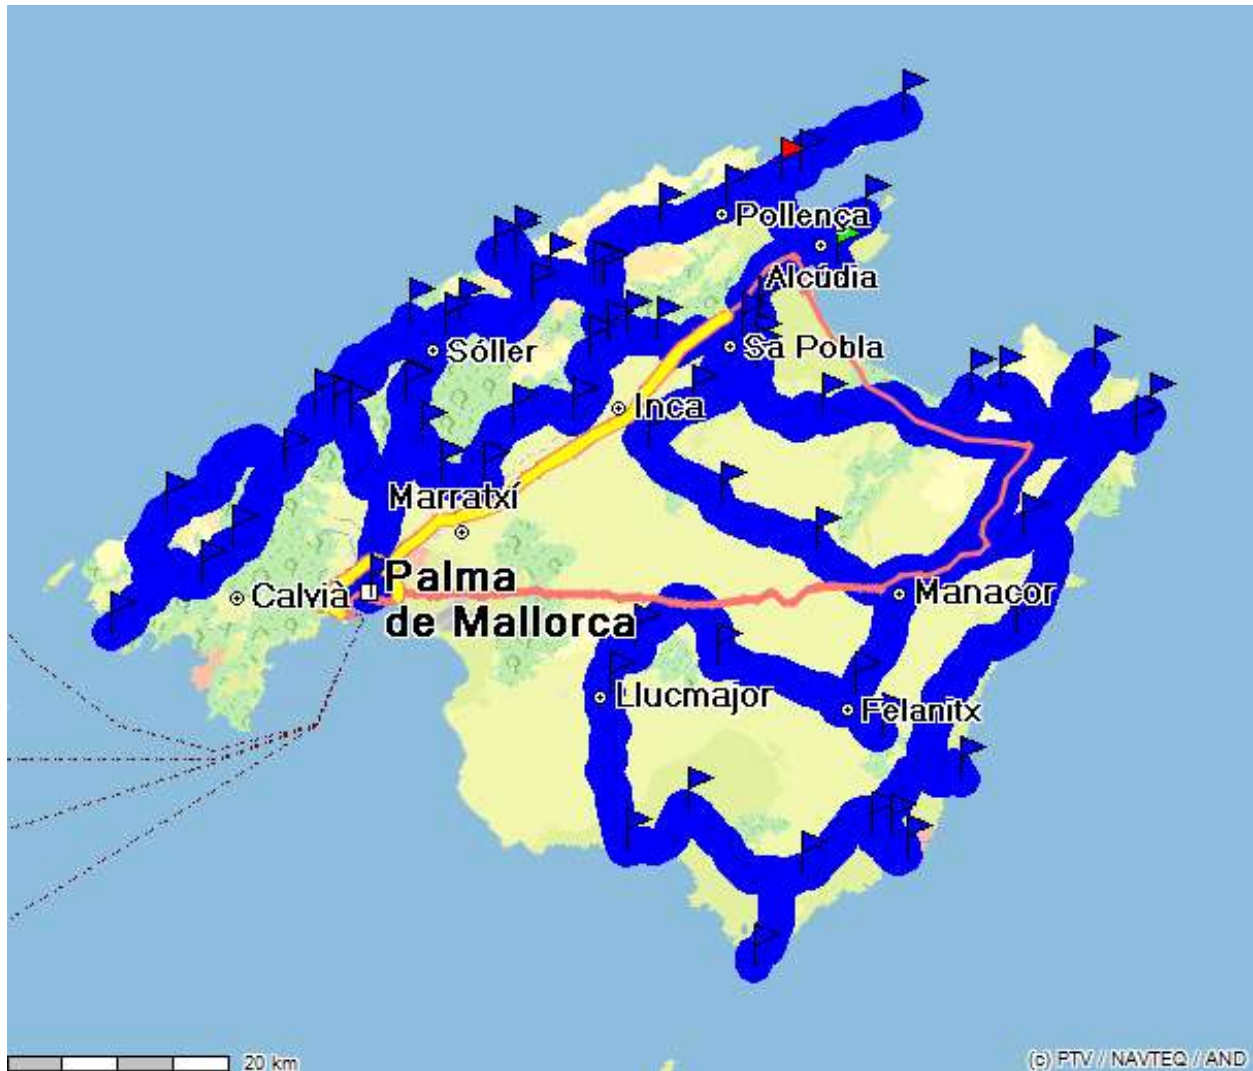 Pollença
Alcúdia
Sóller
Sa Pobla
Inca
Marratxí
Palma
de Mallorca
Calvià
Manacor
Llucmajor
Felanitx
20 km
(c) PTV // NAVTEQ / AND